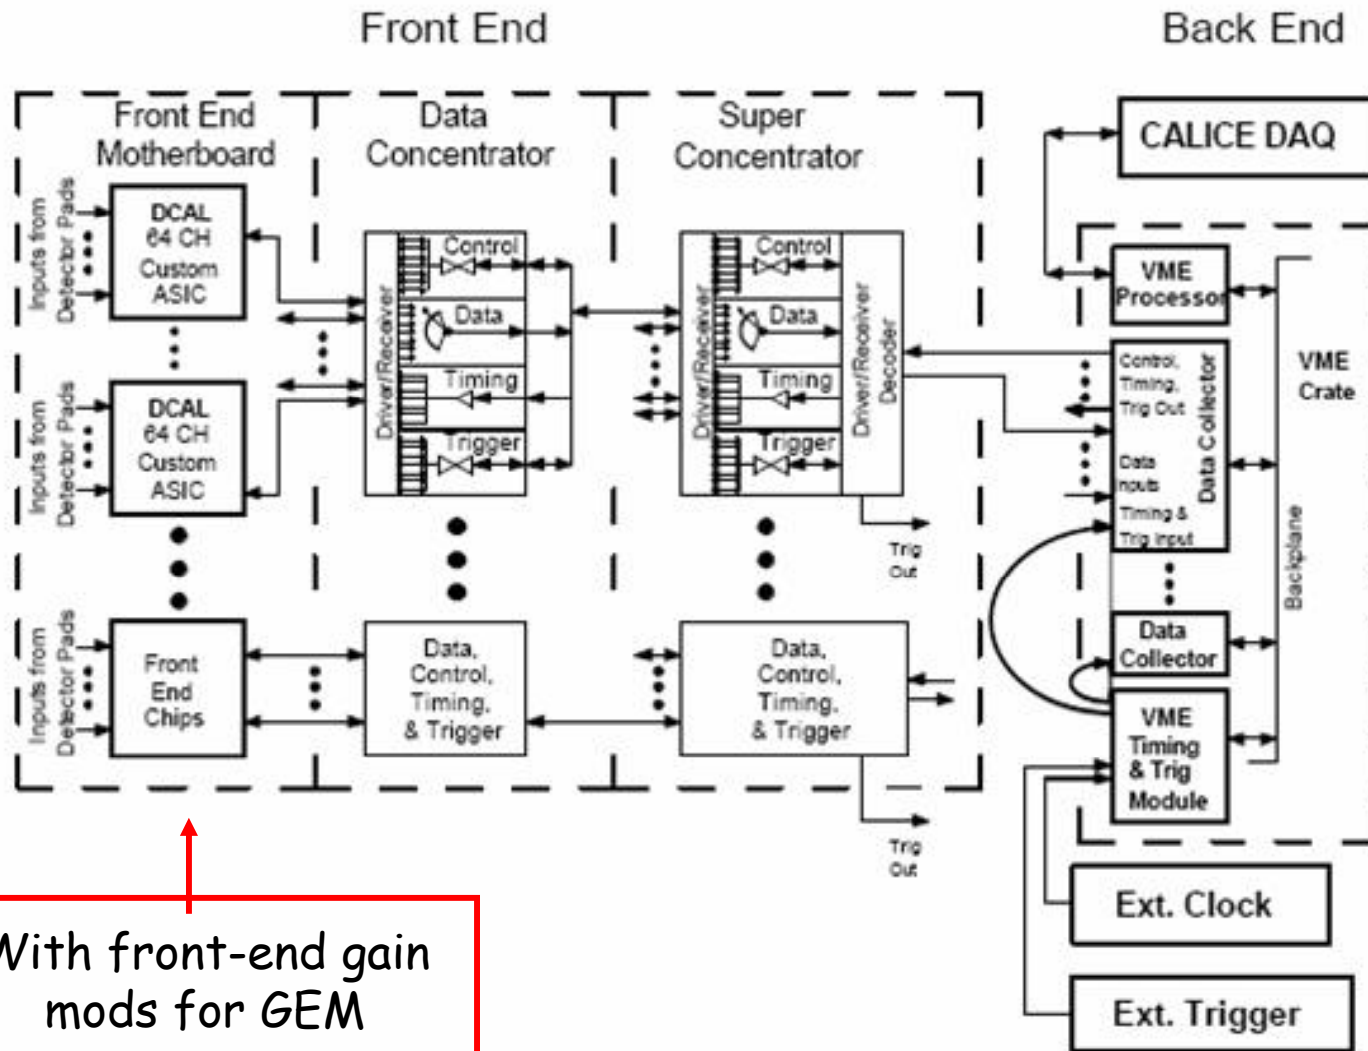 Front End
Back End
Front End
Motherboard
Data
Concentrator
Super
Concentrator
CALICE DAQ
Inputs from
Detector Pads
DCAL
64 CH
Custom
ASIC
Inputs from
Detector Pads
DCAL
64 CH
Custom
ASIC
Inputs from
Detector Pads
Front
End
Chips
Driver/Receiver
Control
Data
Timing
Trigger
Data,
Control,
Timing,
& Trigger
Driver/Receiver
Control
Data
Timing
Trigger
Driver/Receiver
Decoder
Trig
Out
Data,
Control,
Timing,
& Trigger
Trig
Out
VME
Processor
Control,
Timing,
Trig Out
Data
Inputs
Timing &
Trig Input
Data Collector
Data
Collector
VME
Timing
& Trig
Module
Backplane
VME
Crate
Ext. Clock
Ext. Trigger
With front-end gain
mods for GEM